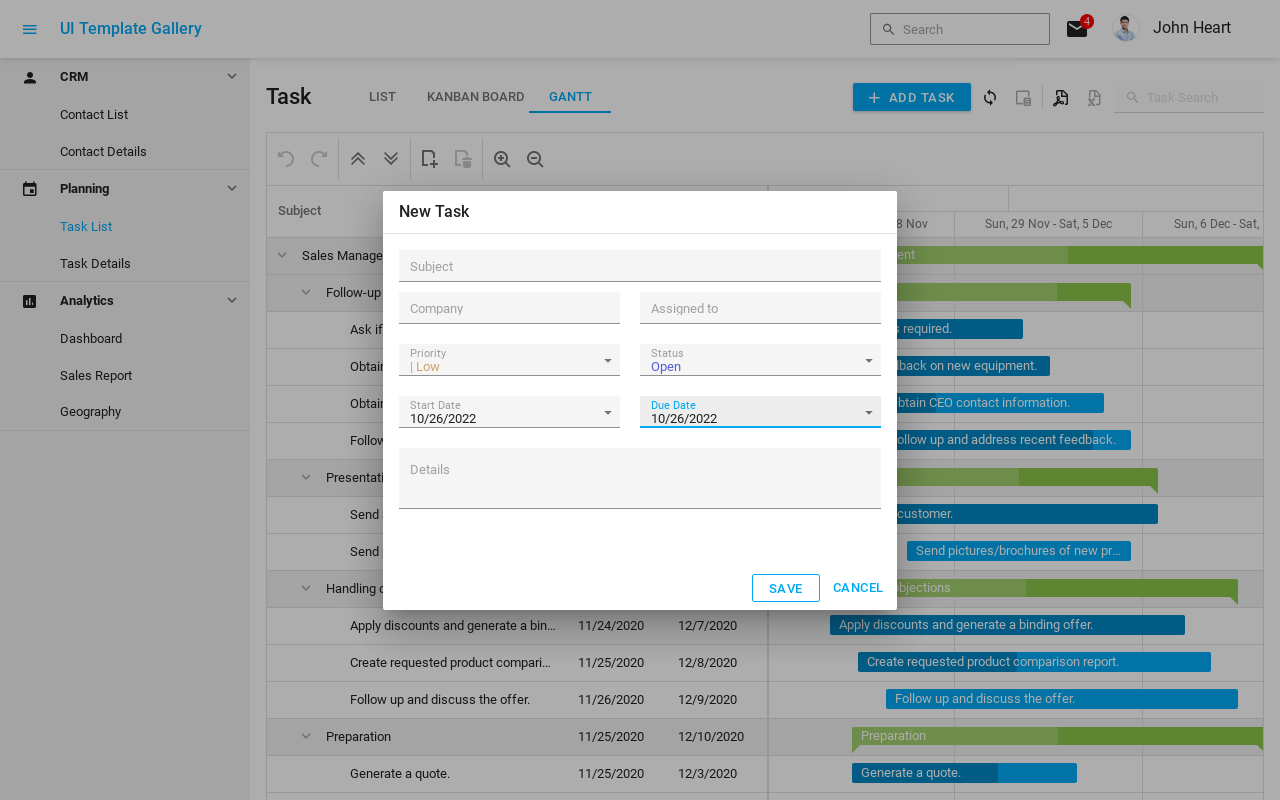 UI Template Gallery
Search
4
John Heart
CRM
Contact List
Contact Details
Planning
Task List
Task Details
Analytics
Dashboard
Sales Report
Geography
Task
LIST
KANBAN BOARD
GANTT
ADD TASK
Task Search
Subject
8 Nov
Sun, 29 Nov - Sat, 5 Dec
Sun, 6 Dec - Sat,
Sales Manage
ent
Follow-up
Ask if
s required.
Obtain
dback on new equipment.
Obtain
btain CEO contact information.
Follow
ollow up and address recent feedback.
Presentati
Send
customer.
Send
Send pictures/brochures of new pr...
Handling o
bjections
Apply discounts and generate a bin...
11/24/2020
12/7/2020
Apply discounts and generate a binding offer.
Create requested product compari...
11/25/2020
12/8/2020
Create requested product comparison report.
Follow up and discuss the offer.
11/26/2020
12/9/2020
Follow up and discuss the offer.
Preparation
11/25/2020
12/10/2020
Preparation
Generate a quote.
11/25/2020
12/3/2020
Generate a quote.
New Task
Subject
Company
Assigned to
Priority
| Low
Status
Open
Start Date
10/26/2022
Due Date
10/26/2022
Details
SAVE
CANCEL